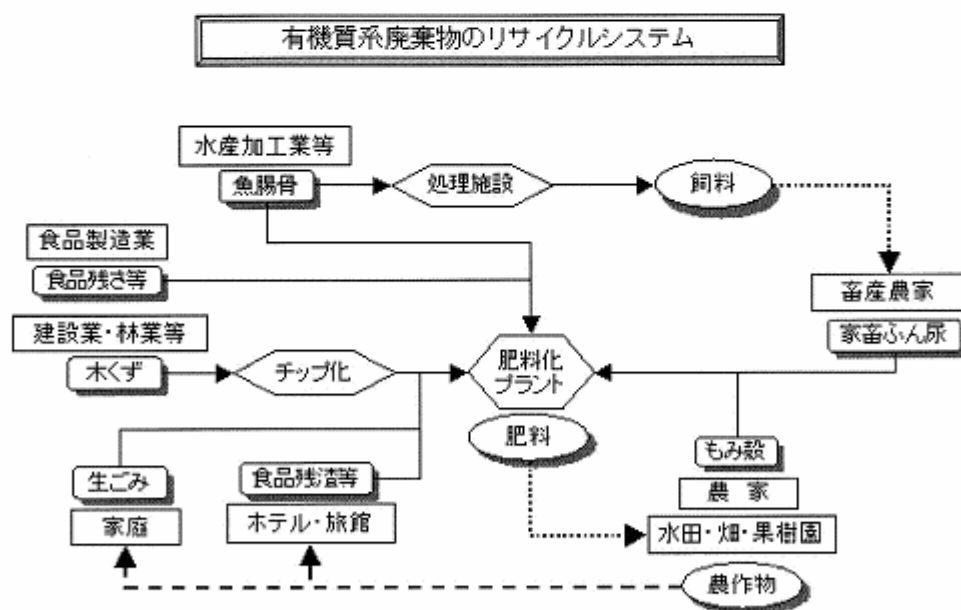 有機質系廃棄物のリサイクルシステム
水産加工業等
魚腸骨
処理施設
飼料
食品製造業
食品残さ等
畜産農家
家畜ふん尿
建設業・林業等
木くず
チップ化
肥料化
プラント
肥料
もみ殻
農 家
生ごみ
家庭
食品残渣等
ホテル・旅館
水田・畑・果樹園
農作物